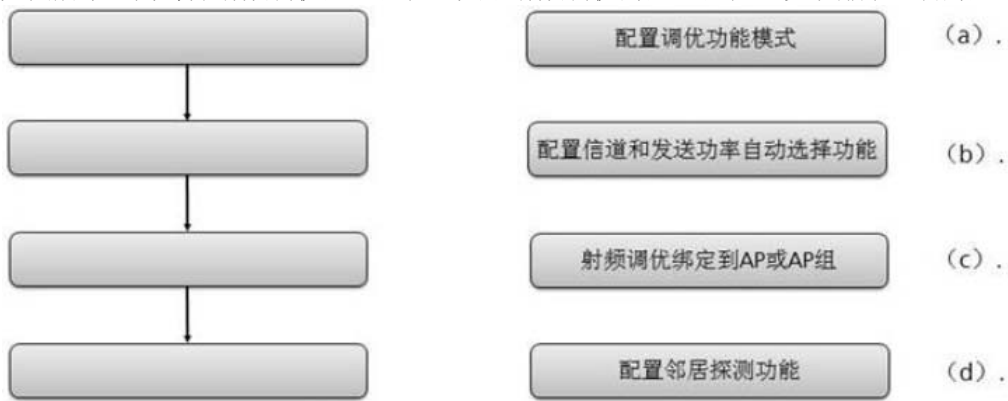 配置调优功能模式 （a）.
配置信道和发送功率自动选择功能 （b）.
射频调优绑定到AP或AP组 （c）.
配置邻居探测功能 （d）.